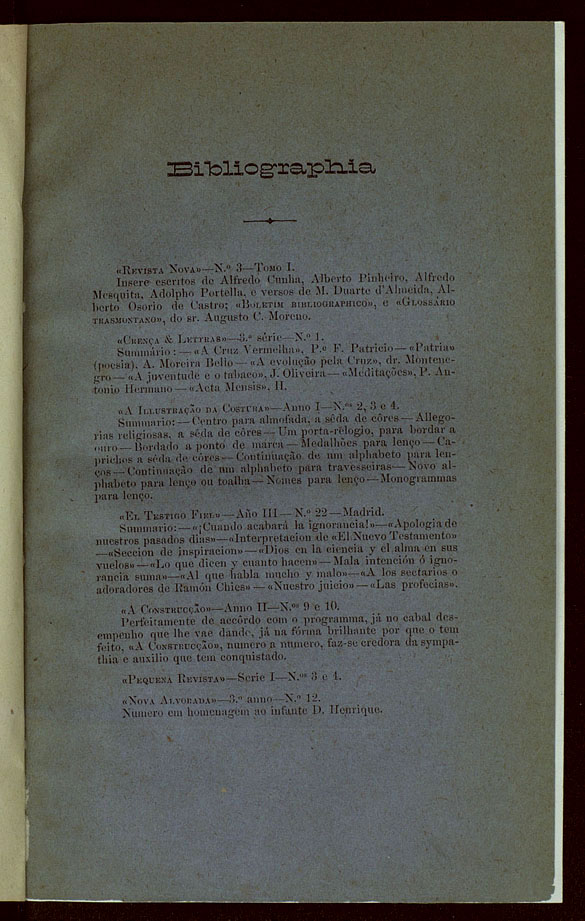 Bibliographia
«REVISTA NOVA»—N.º 3—TOMO I.
Insere escritos de Alfredo Cunha, Alberto Pinheiro, Alfredo
Mesquita, Adolpho Portella, e versos de M. Duarte d'Almeida, Al-
berto Osorio de Castro; «BOLETIM BIBLIOGRAPHICO», e «GLOSSARIO
TRASMONTANO», do sr. Augusto C. Moreno.
«CRENÇA & LETTRAS»—3.ª série—N.º 1.
Summário:—«A Cruz Vermelha», P.e F. Patricio—«Patria»
(poesia), A. Moreira Bello—«A evolução pela Cruz», dr. Montene-
gro—«A juventude e o tabaco», J. Oliveira—«Meditações», P. An-
tonio Hermano—«Acta Mensis», H.
«A ILLUSTRAÇÃO DA COSTURA»—Anno I—N.os 2, 3 e 4.
Summario:—Centro para almofada, a sêda de côres—Allego-
rias religiosas, a sêda de côres—Um porta-relogio, para bordar a
ouro—Bordado a ponto de marca—Medalhões para lenço—Ca-
prichos a sêda de côres—Continuação de um alphabeto para len-
ços—Continuação de um alphabeto para travesseiras—Novo al-
phabeto para lenço ou toalha—Nomes para lenço—Monogrammas
para lenço.
«EL TESTIGO FIEL»—Año III—N.º 22—Madrid.
Summario:—«¡Cuando acabará la ignorancia!»—«Apologia de
nuestros pasados dias»—«Interpretacion de «El Nuevo Testamento»
—«Seccion de inspiracion»—«Dios en la ciencia y el alma en sus
vuelos»—«Lo que dicen y cuanto hacen»—Mala intención ó igno-
rancia suma»—«Al que habla mucho y malo»—«A los sectarios o
adoradores de Ramón Chies»—«Nuestro juicio»—«Las profecias».
«A CONSTRUCÇÃO»—Anno II—N.os 9 e 10.
Perfeitamente de accôrdo com o programma, já no cabal des-
empenho que lhe vae dando, já na fórma brilhante por que o tem
feito, «A CONSTRUCÇÃO», numero a numero, faz-se credora da sympa-
thia e auxilio que tem conquistado.
«PEQUENA REVISTA»—Serie I—N.os 3 e 4.
«NOVA ALVORADA»—3.º anno—N.º 12.
Numero em homenagem ao infante D. Henrique.